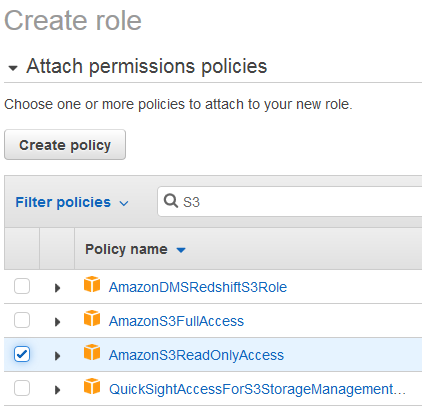 Create role
Attach permissions policies
Choose one or more policies to attach to your new role.
Create policy
Filter policies
S3
Policy name
AmazonDMSRedshiftS3Role
AmazonS3FullAccess
AmazonS3ReadOnlyAccess
QuickSightAccessForS3StorageManagement…